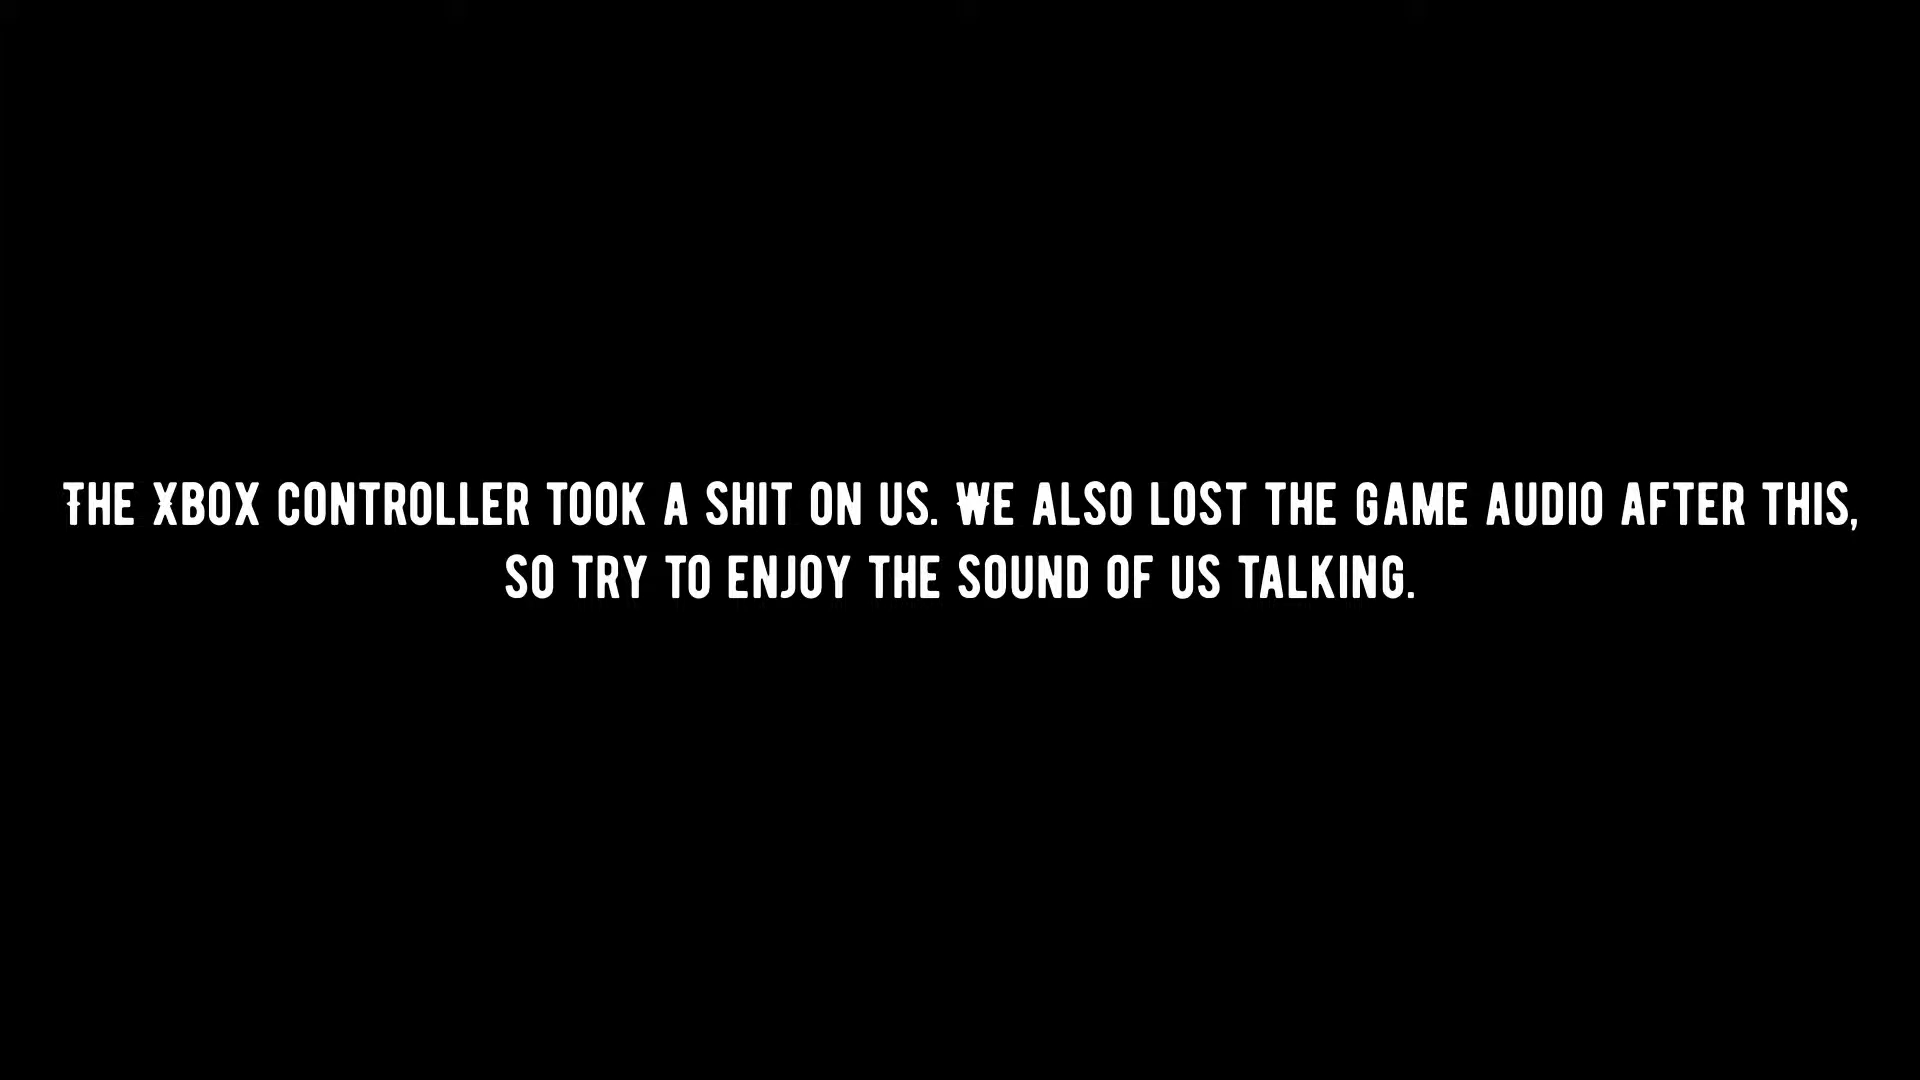 THE XBOX CONTROLLER TOOK A SHIT ON US. WE ALSO LOST THE GAME AUDIO AFTER THIS,
SO TRY TO ENJOY THE SOUND OF US TALKING.